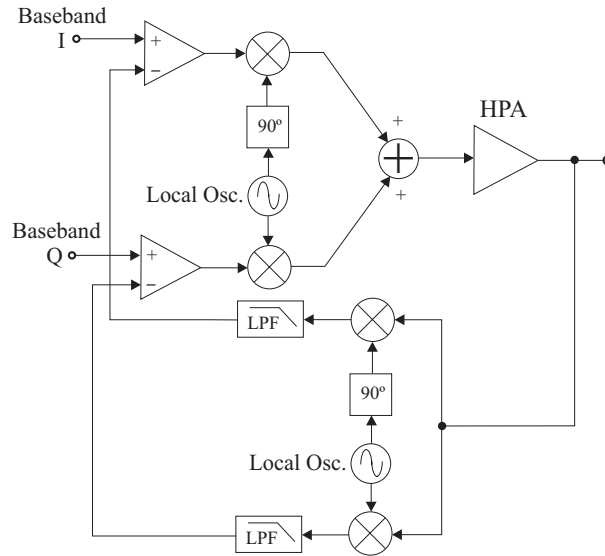 Baseband
I
+
−
90º
+
HPA
Local Osc.
+
Baseband
Q
+
−
LPF
90º
Local Osc.
LPF